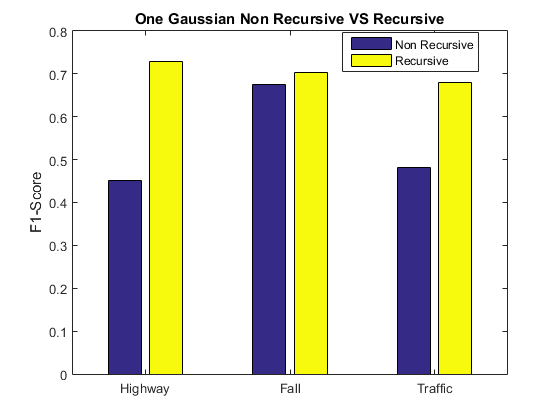 One Gaussian Non Recursive VS Recursive
Non Recursive
Recursive
F1-Score
0.8
0.7
0.6
0.5
0.4
0.3
0.2
0.1
0
Highway
Fall
Traffic